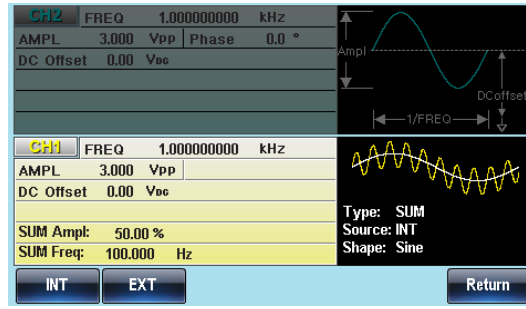 CH2 FREQ 1.000000000 kHz
AMPL 3.000 Vpp Phase 0.0 °
DC Offset 0.00 VDC
Ampl
DCoffset
1/FREQ
CH1 FREQ 1.000000000 kHz
AMPL 3.000 Vpp
DC Offset 0.00 VDC
SUM Ampl: 50.00 %
SUM Freq: 100.000 Hz
Type: SUM
Source: INT
Shape: Sine
INT EXT Return